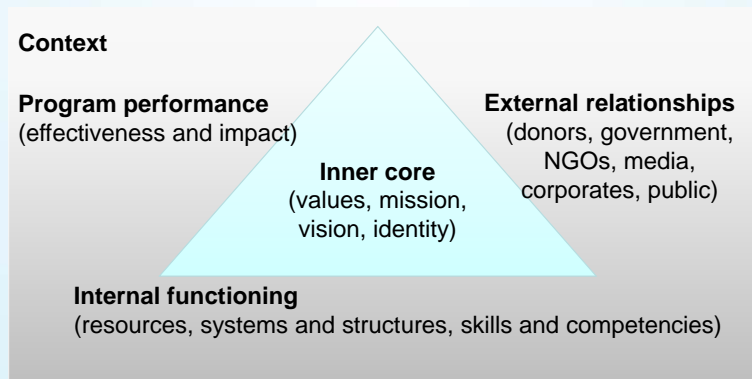 Context
Program performance
(effectiveness and impact)
External relationships
(donors, government,
NGOs, media,
corporates, public)
Inner core
(values, mission,
vision, identity)
Internal functioning
(resources, systems and structures, skills and competencies)